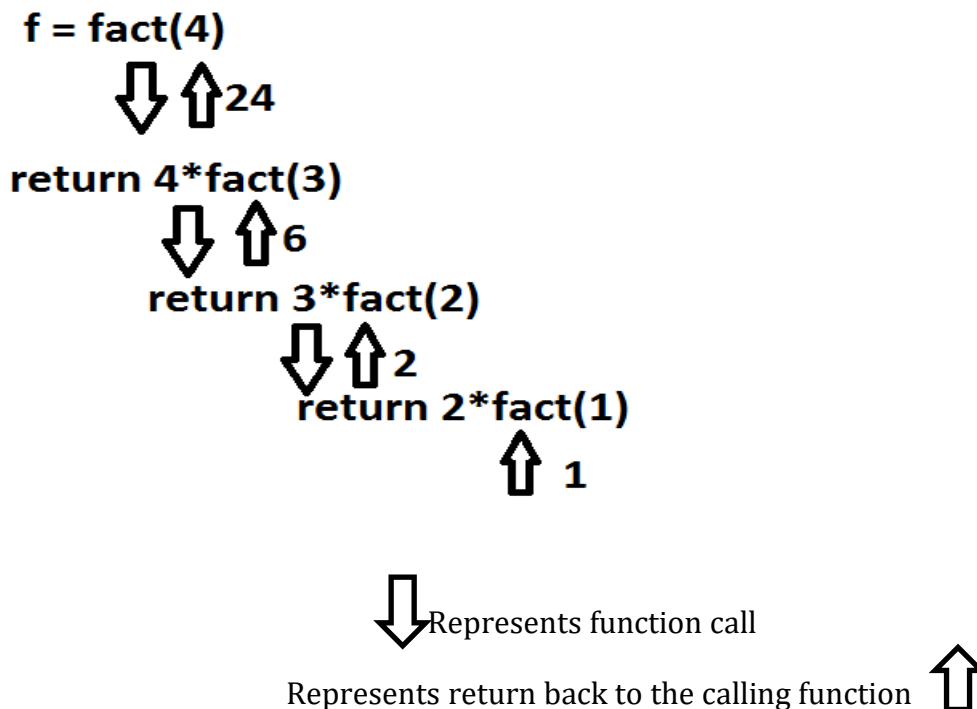 f = fact(4)
24
return 4*fact(3)
6
return 3*fact(2)
2
return 2*fact(1)
1
Represents function call
Represents return back to the calling function